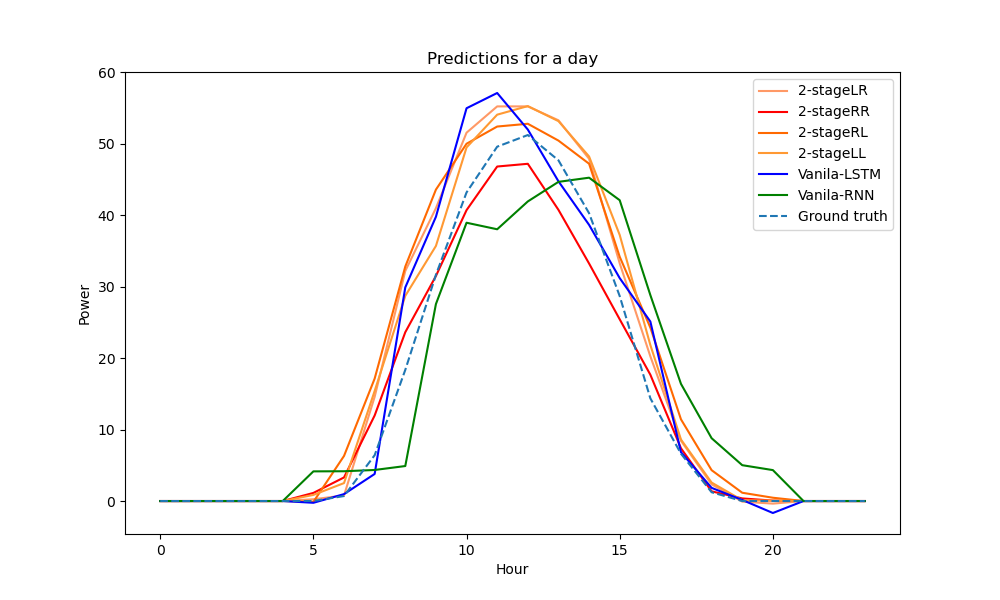 Predictions for a day
60
50
40
30
20
10
0
Power
2-stageLR
2-stageRR
2-stageRL
2-stageLL
Vanila-LSTM
Vanila-RNN
Ground truth
0 5 10 15 20
Hour